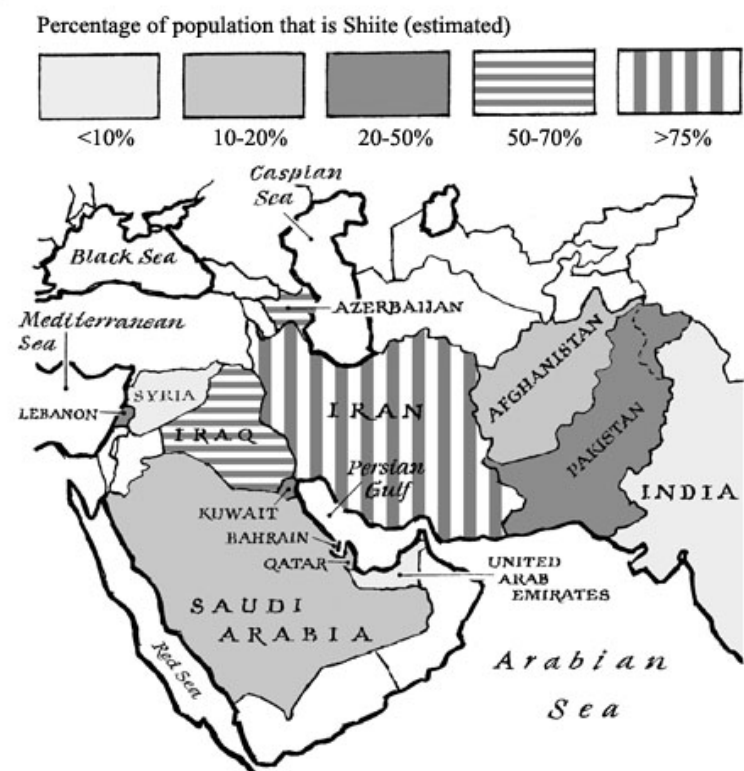 Percentage of population that is Shiite (estimated)
<10% 10-20% 20-50% 50-70% >75%
Caspian
Sea
Black Sea
AZERBAIJAN
Mediterranean
Sea
SYRIA
LEBANON
IRAQ
IRAN
AFGHANISTAN
PAKISTAN
INDIA
Persian
Gulf
KUWAIT
BAHRAIN
QATAR
UNITED
ARAB
EMIRATES
SAUDI
ARABIA
Red Sea
Arabian
Sea